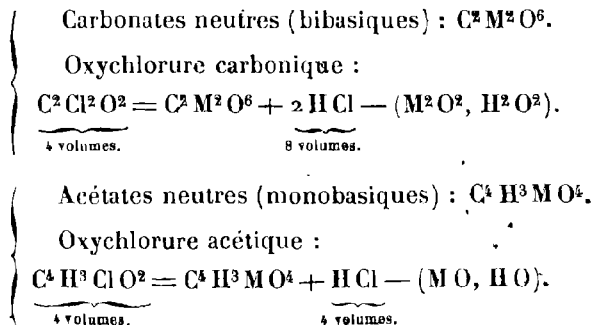 Carbonates neutres (bibasiques) : C²M²O⁶.
Oxychlorure carbonique :
C²Cl²O² = C²M²O⁶ + 2HCl — (M²O², H²O²).
4 volumes. 8 volumes.
Acétates neutres (monobasiques) : C⁴H³MO⁴.
Oxychlorure acétique :
C⁴H³ClO² = C⁴H³MO⁴ + HCl — (MO, HO).
4 volumes. 4 volumes.